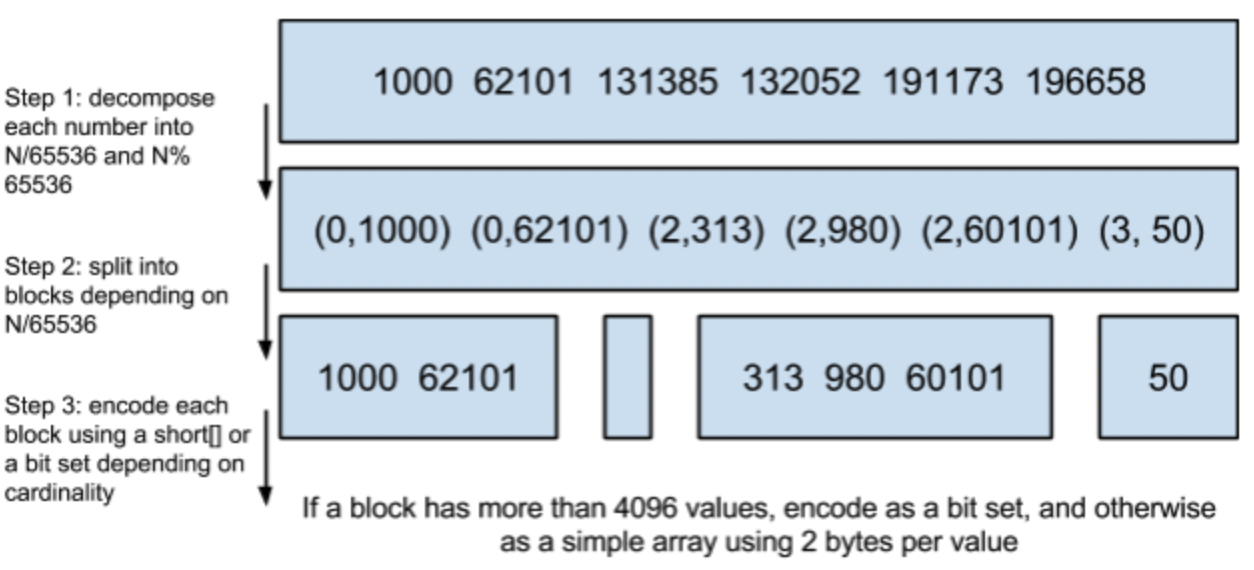 1000 62101 131385 132052 191173 196658
Step 1: decompose
each number into
N/65536 and N%
65536
(0,1000) (0,62101) (2,313) (2,980) (2,60101) (3, 50)
Step 2: split into
blocks depending on
N/65536
1000 62101
313 980 60101
50
Step 3: encode each
block using a short[] or
a bit set depending on
cardinality
If a block has more than 4096 values, encode as a bit set, and otherwise
as a simple array using 2 bytes per value